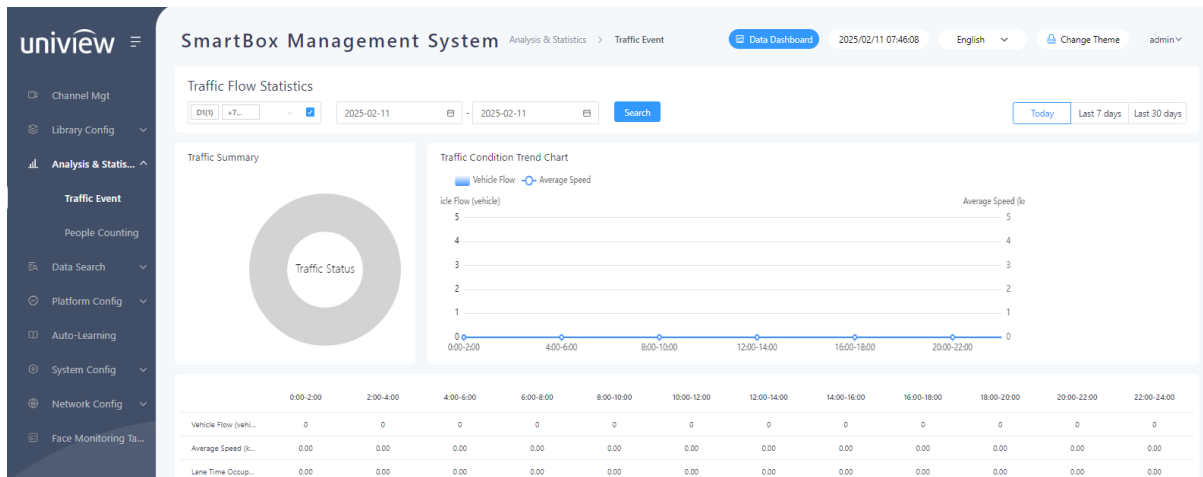 uniview
SmartBox Management System
Analysis & Statistics > Traffic Event
Data Dashboard
2025/02/11 07:46:08
English
Change Theme
admin
Channel Mgt
Library Config
Analysis & Statis...
Traffic Event
People Counting
Data Search
Platform Config
Auto-Learning
System Config
Network Config
Face Monitoring Ta...
Traffic Flow Statistics
D1(1) +7...
2025-02-11 - 2025-02-11
Search
Today Last 7 days Last 30 days
Traffic Summary
Traffic Status
Traffic Condition Trend Chart
Vehicle Flow Average Speed
icle Flow (vehicle) Average Speed (kr
5 5
4 4
3 3
2 2
1 1
0 0
0:00-2:00 4:00-6:00 8:00-10:00 12:00-14:00 16:00-18:00 20:00-22:00
0:00-2:00 2:00-4:00 4:00-6:00 6:00-8:00 8:00-10:00 10:00-12:00 12:00-14:00 14:00-16:00 16:00-18:00 18:00-20:00 20:00-22:00 22:00-24:00
Vehicle Flow (vehi... 0 0 0 0 0 0 0 0 0 0 0 0
Average Speed (k... 0.00 0.00 0.00 0.00 0.00 0.00 0.00 0.00 0.00 0.00 0.00 0.00
Lane Time Occup... 0.00 0.00 0.00 0.00 0.00 0.00 0.00 0.00 0.00 0.00 0.00 0.00